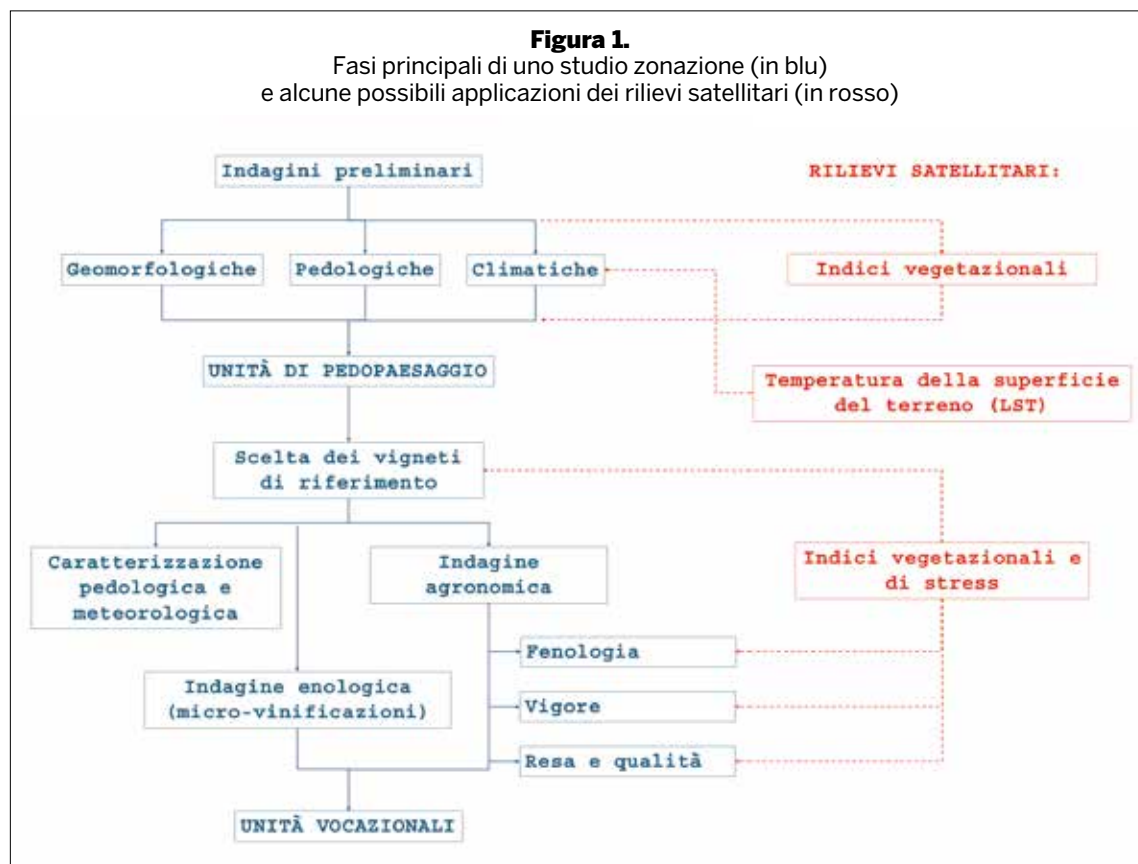 Figura 1.
Fasi principali di uno studio zonazione (in blu)
e alcune possibili applicazioni dei rilievi satellitari (in rosso)
Indagini preliminari
RILIEVI SATELLITARI:
Geomorfologiche
Pedologiche
Climatiche
Indici vegetazionali
UNITÀ DI PEDOPAESAGGIO
Temperatura della superficie
del terreno (LST)
Scelta dei vigneti
di riferimento
Caratterizzazione
pedologica e
meteorologica
Indagine
agronomica
Indici vegetazionali e
di stress
Fenologia
Indagine enologica
(micro-vinificazioni)
Vigore
Resa e qualità
UNITÀ VOCAZIONALI